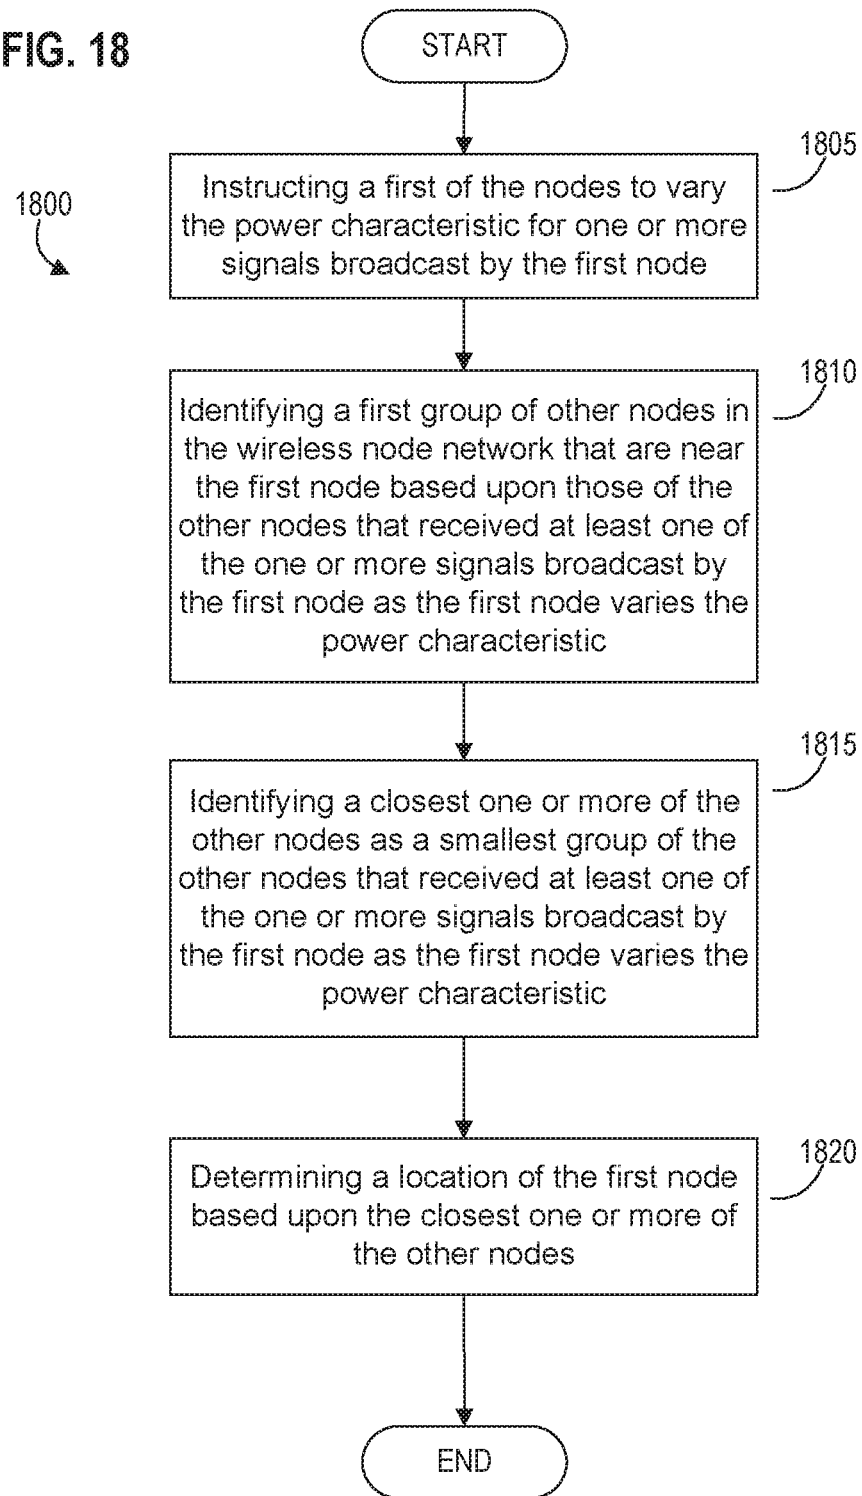 FIG. 18
START
1800
1805
Instructing a first of the nodes to vary
the power characteristic for one or more
signals broadcast by the first node
1810
Identifying a first group of other nodes in
the wireless node network that are near
the first node based upon those of the
other nodes that received at least one of
the one or more signals broadcast by
the first node as the first node varies the
power characteristic
1815
Identifying a closest one or more of the
other nodes as a smallest group of the
other nodes that received at least one of
the one or more signals broadcast by
the first node as the first node varies the
power characteristic
1820
Determining a location of the first node
based upon the closest one or more of
the other nodes
END